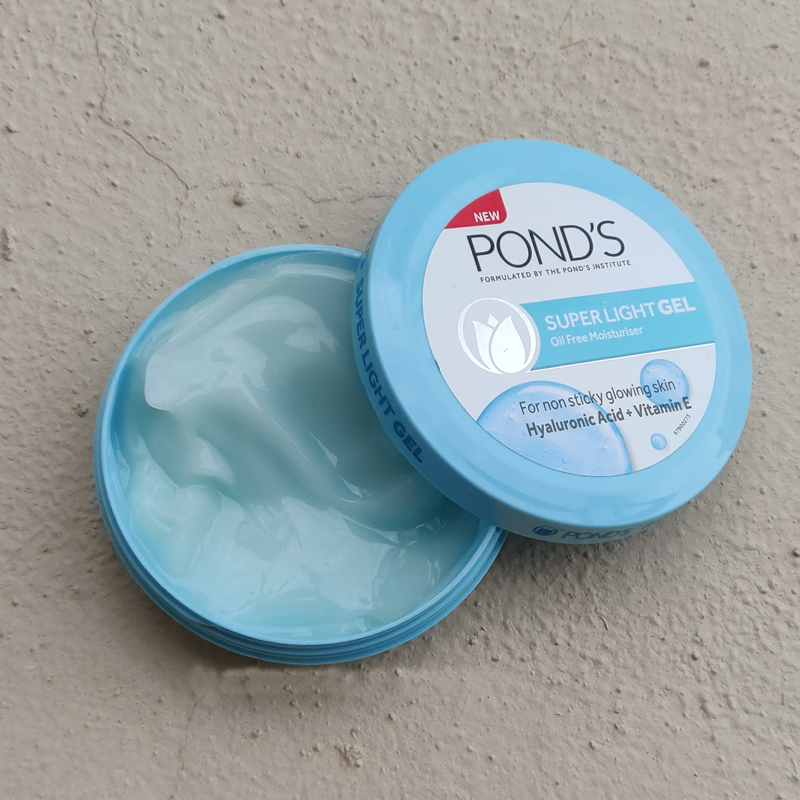 NEW
POND'S
FORMULATED BY THE POND'S INSTITUTE
SUPER LIGHT GEL
Oil Free Moisturiser
For non sticky glowing skin
Hyaluronic Acid + Vitamin E
SUPER LIGHT GEL
POND'S